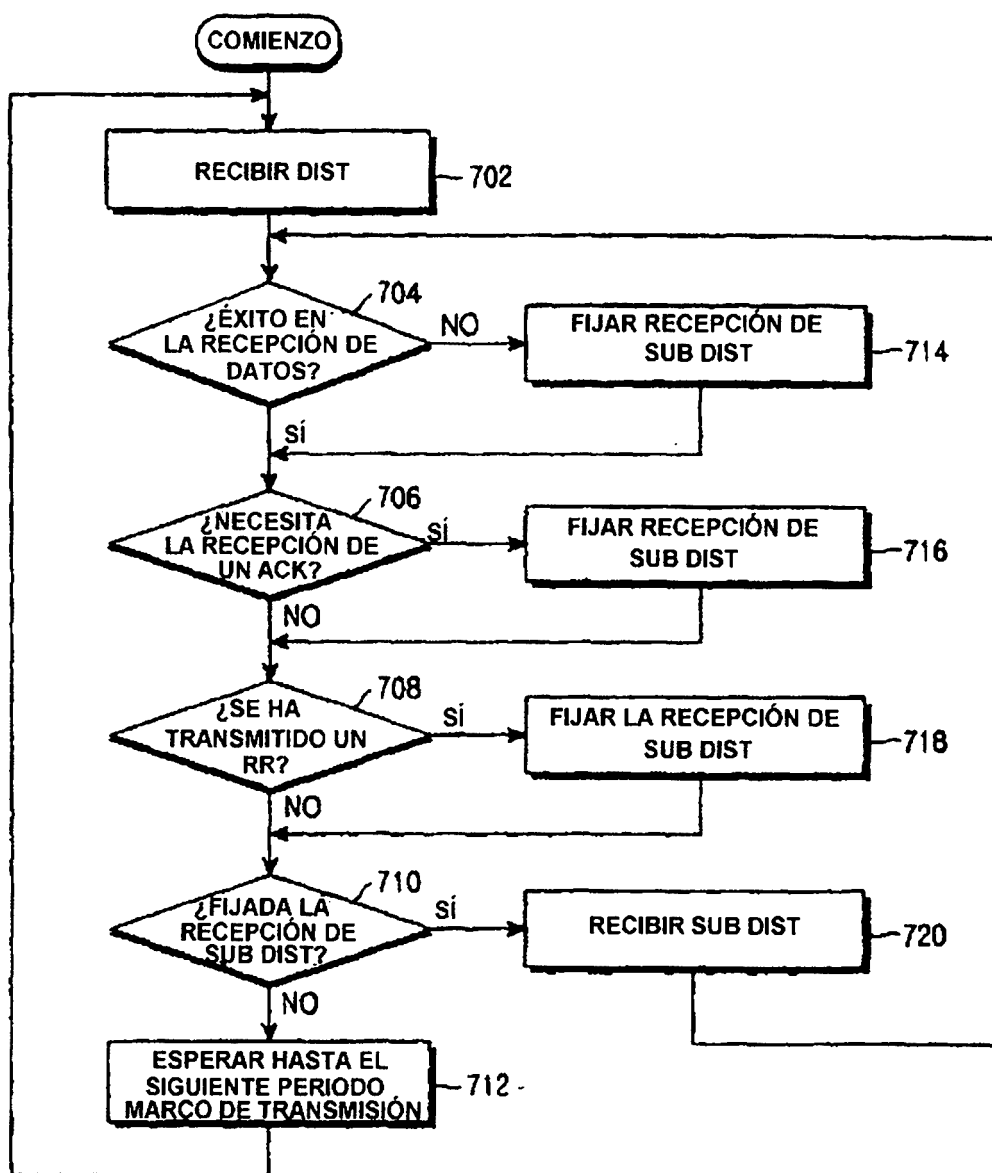 COMIENZO
RECIBIR DIST
702
704
¿ÉXITO EN
LA RECEPCIÓN DE
DATOS?
NO
FIJAR RECEPCIÓN DE
SUB DIST
714
SÍ
706
¿NECESITA
LA RECEPCIÓN DE
UN ACK?
SÍ
FIJAR RECEPCIÓN DE
SUB DIST
716
NO
708
¿SE HA
TRANSMITIDO UN
RR?
SÍ
FIJAR LA RECEPCIÓN DE
SUB DIST
718
NO
710
¿FIJADA LA
RECEPCIÓN DE
SUB DIST?
SÍ
RECIBIR SUB DIST
720
NO
ESPERAR HASTA EL
SIGUIENTE PERIODO
MARCO DE TRANSMISIÓN
712